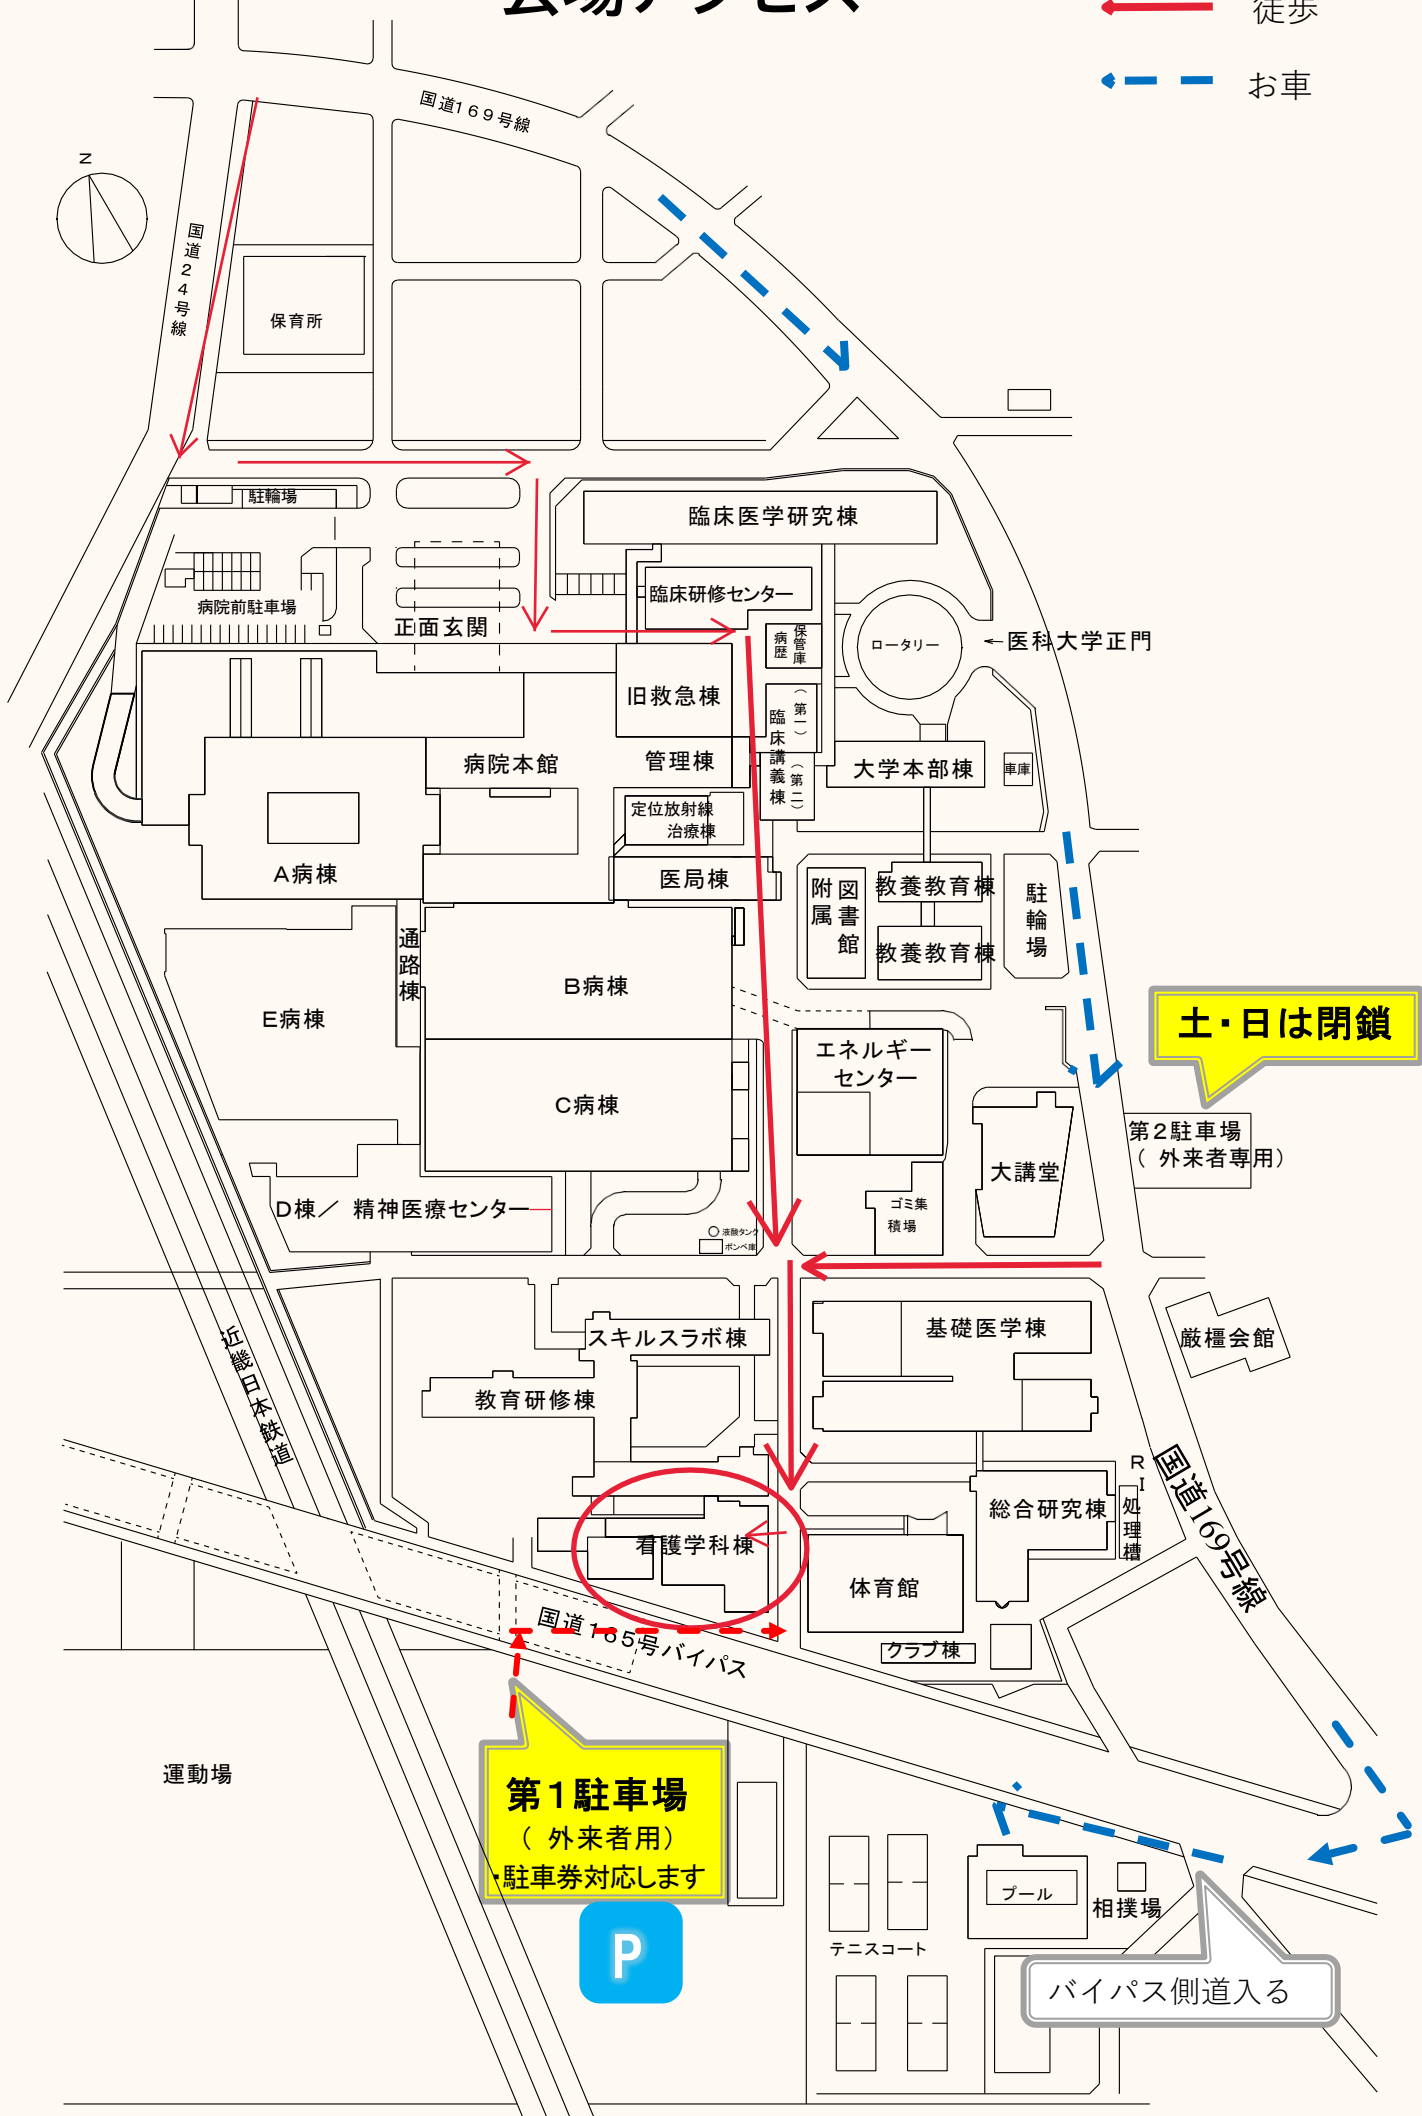 会場アクセス
徒歩
お車
国道169号線
N
国道24号線
保育所
駐輪場
臨床医学研究棟
病院前駐車場
臨床研修センター
正面玄関
病歴
保管庫
ロータリー
←医科大学正門
旧救急棟
臨床講義棟
（第一）
（第二）
病院本館
管理棟
大学本部棟
車庫
定位放射線
治療棟
A病棟
医局棟
附属
図書館
教養教育棟
駐輪場
通路棟
教養教育棟
B病棟
E病棟
土・日は閉鎖
エネルギー
センター
C病棟
第2駐車場
（ 外来者専用）
大講堂
D棟／ 精神医療センター
ゴミ集
積場
液酸タンク
ボンベ庫
近畿日本鉄道
スキルスラボ棟
基礎医学棟
厳橿会館
教育研修棟
RI
処理槽
国道169号線
総合研究棟
看護学科棟
体育館
国道165号バイパス
クラブ棟
運動場
第1駐車場
（ 外来者用）
・駐車券対応します
P
プール
相撲場
テニスコート
バイパス側道入る